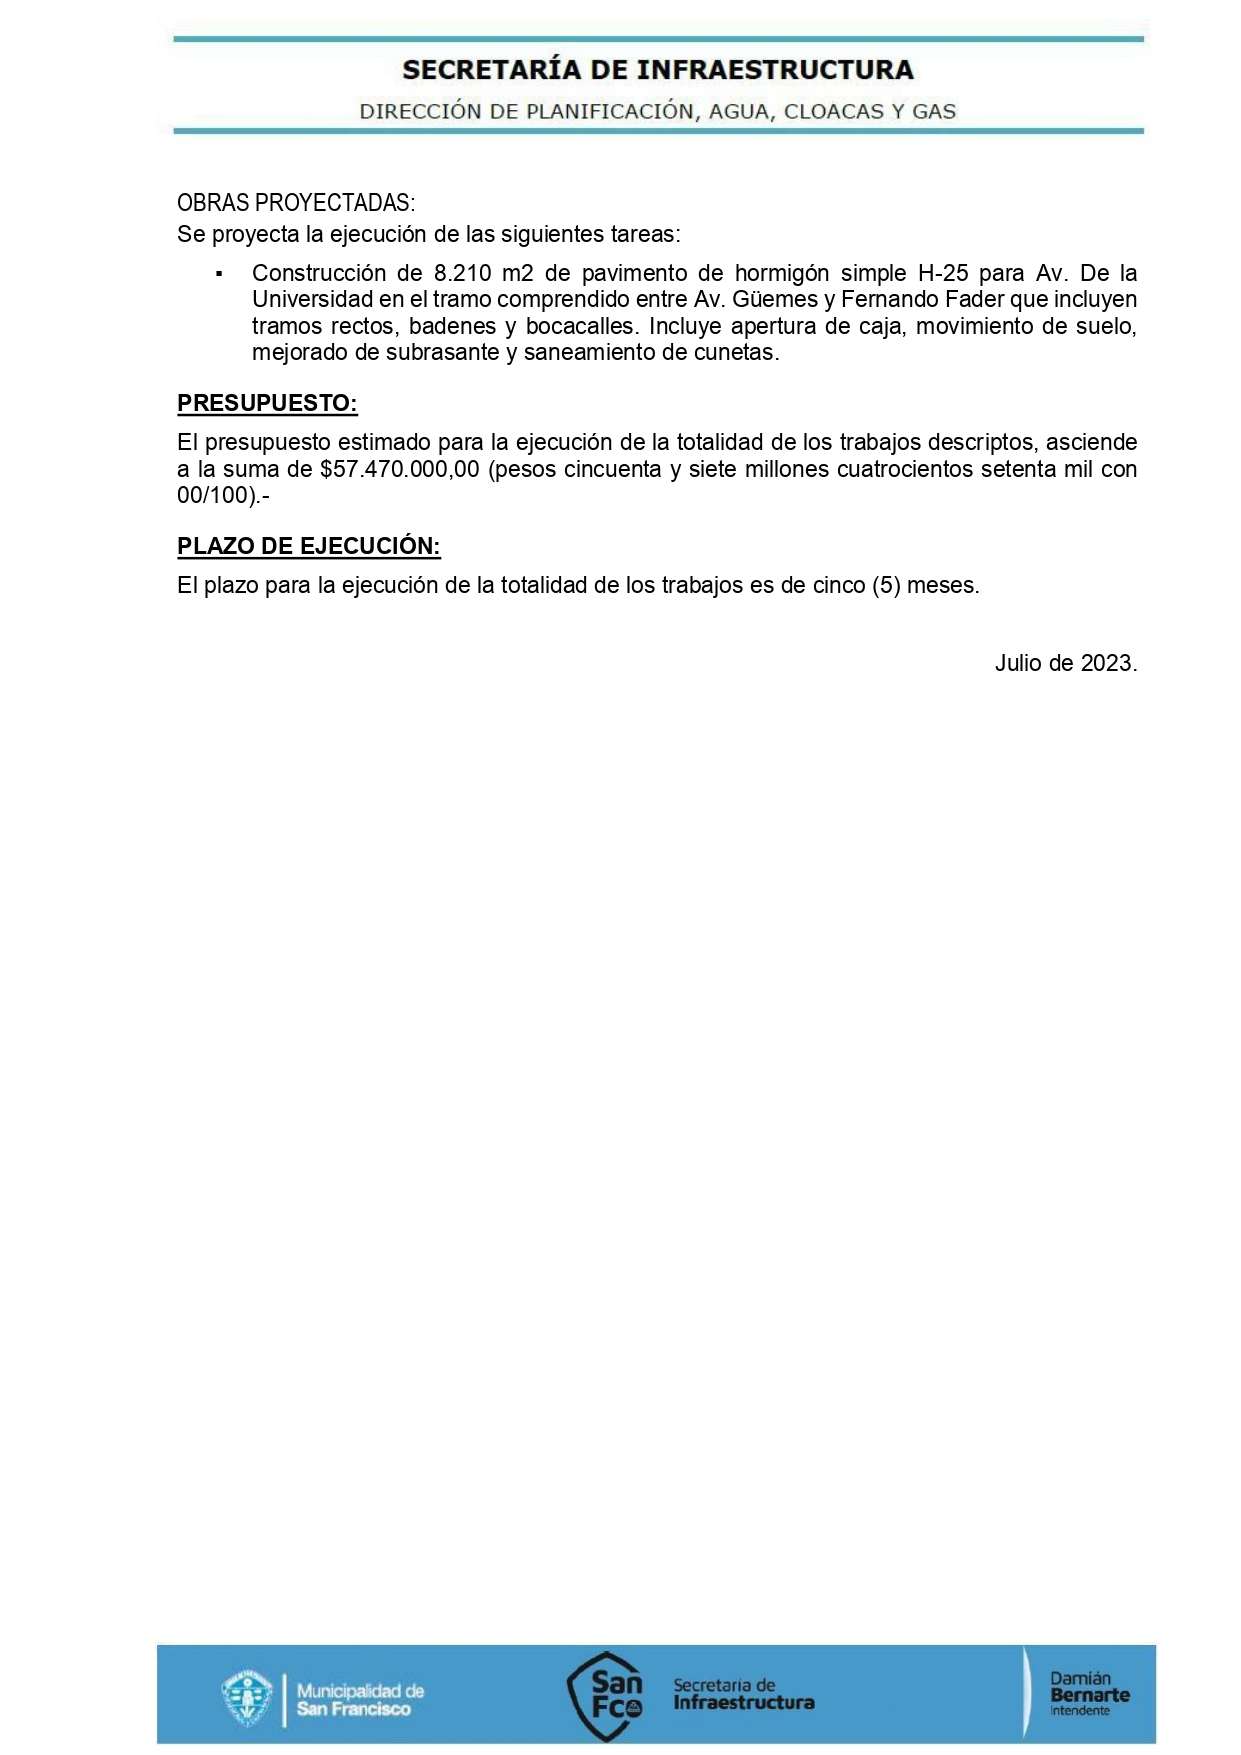 SECRETARÍA DE INFRAESTRUCTURA
DIRECCIÓN DE PLANIFICACIÓN, AGUA, CLOACAS Y GAS
OBRAS PROYECTADAS:
Se proyecta la ejecución de las siguientes tareas:
▪ Construcción de 8.210 m2 de pavimento de hormigón simple H-25 para Av. De la
Universidad en el tramo comprendido entre Av. Güemes y Fernando Fader que incluyen
tramos rectos, badenes y bocacalles. Incluye apertura de caja, movimiento de suelo,
mejorado de subrasante y saneamiento de cunetas.
PRESUPUESTO:
El presupuesto estimado para la ejecución de la totalidad de los trabajos descriptos, asciende
a la suma de $57.470.000,00 (pesos cincuenta y siete millones cuatrocientos setenta mil con
00/100).-
PLAZO DE EJECUCIÓN:
El plazo para la ejecución de la totalidad de los trabajos es de cinco (5) meses.
Julio de 2023.
Municipalidad de
San Francisco
San
Fco
Secretaría de
Infraestructura
Damián
Bernarte
Intendente